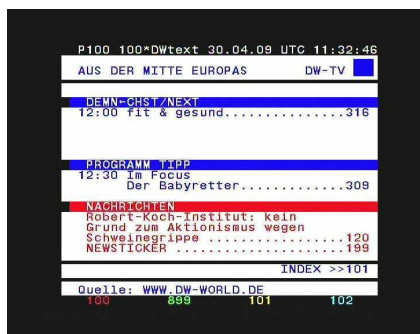 P100 100*DWtext 30.04.09 UTC 11:32:46
AUS DER MITTE EUROPAS DW-TV
DEMN←CHST/NEXT
12:00 fit & gesund...............316
PROGRAMM TIPP
12:30 Im Focus
Der Babyretter.............309
NACHRICHTEN
Robert-Koch-Institut: kein
Grund zum Aktionismus wegen
Schweinegrippe .................120
NEWSTICKER .....................199
INDEX >>101
Quelle: WWW.DW-WORLD.DE
100 899 101 102